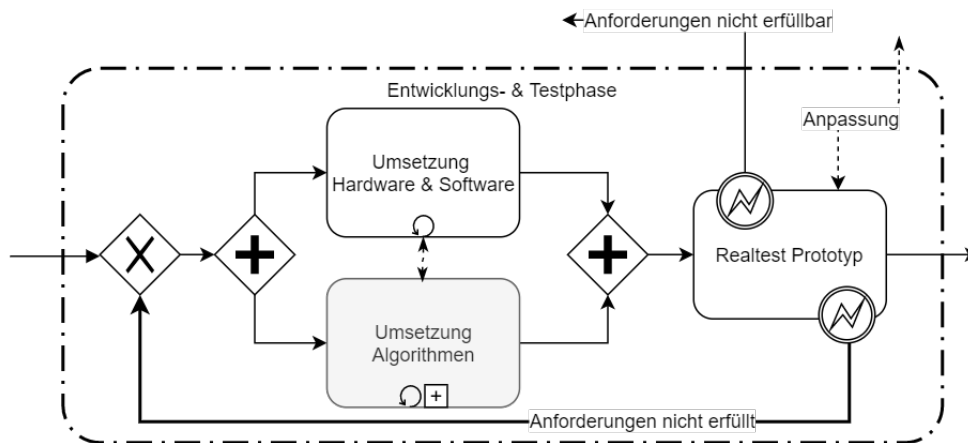 Anforderungen nicht erfüllbar
Entwicklungs- & Testphase
Anpassung
Umsetzung
Hardware & Software
Realtest Prototyp
Umsetzung
Algorithmen
Anforderungen nicht erfüllt